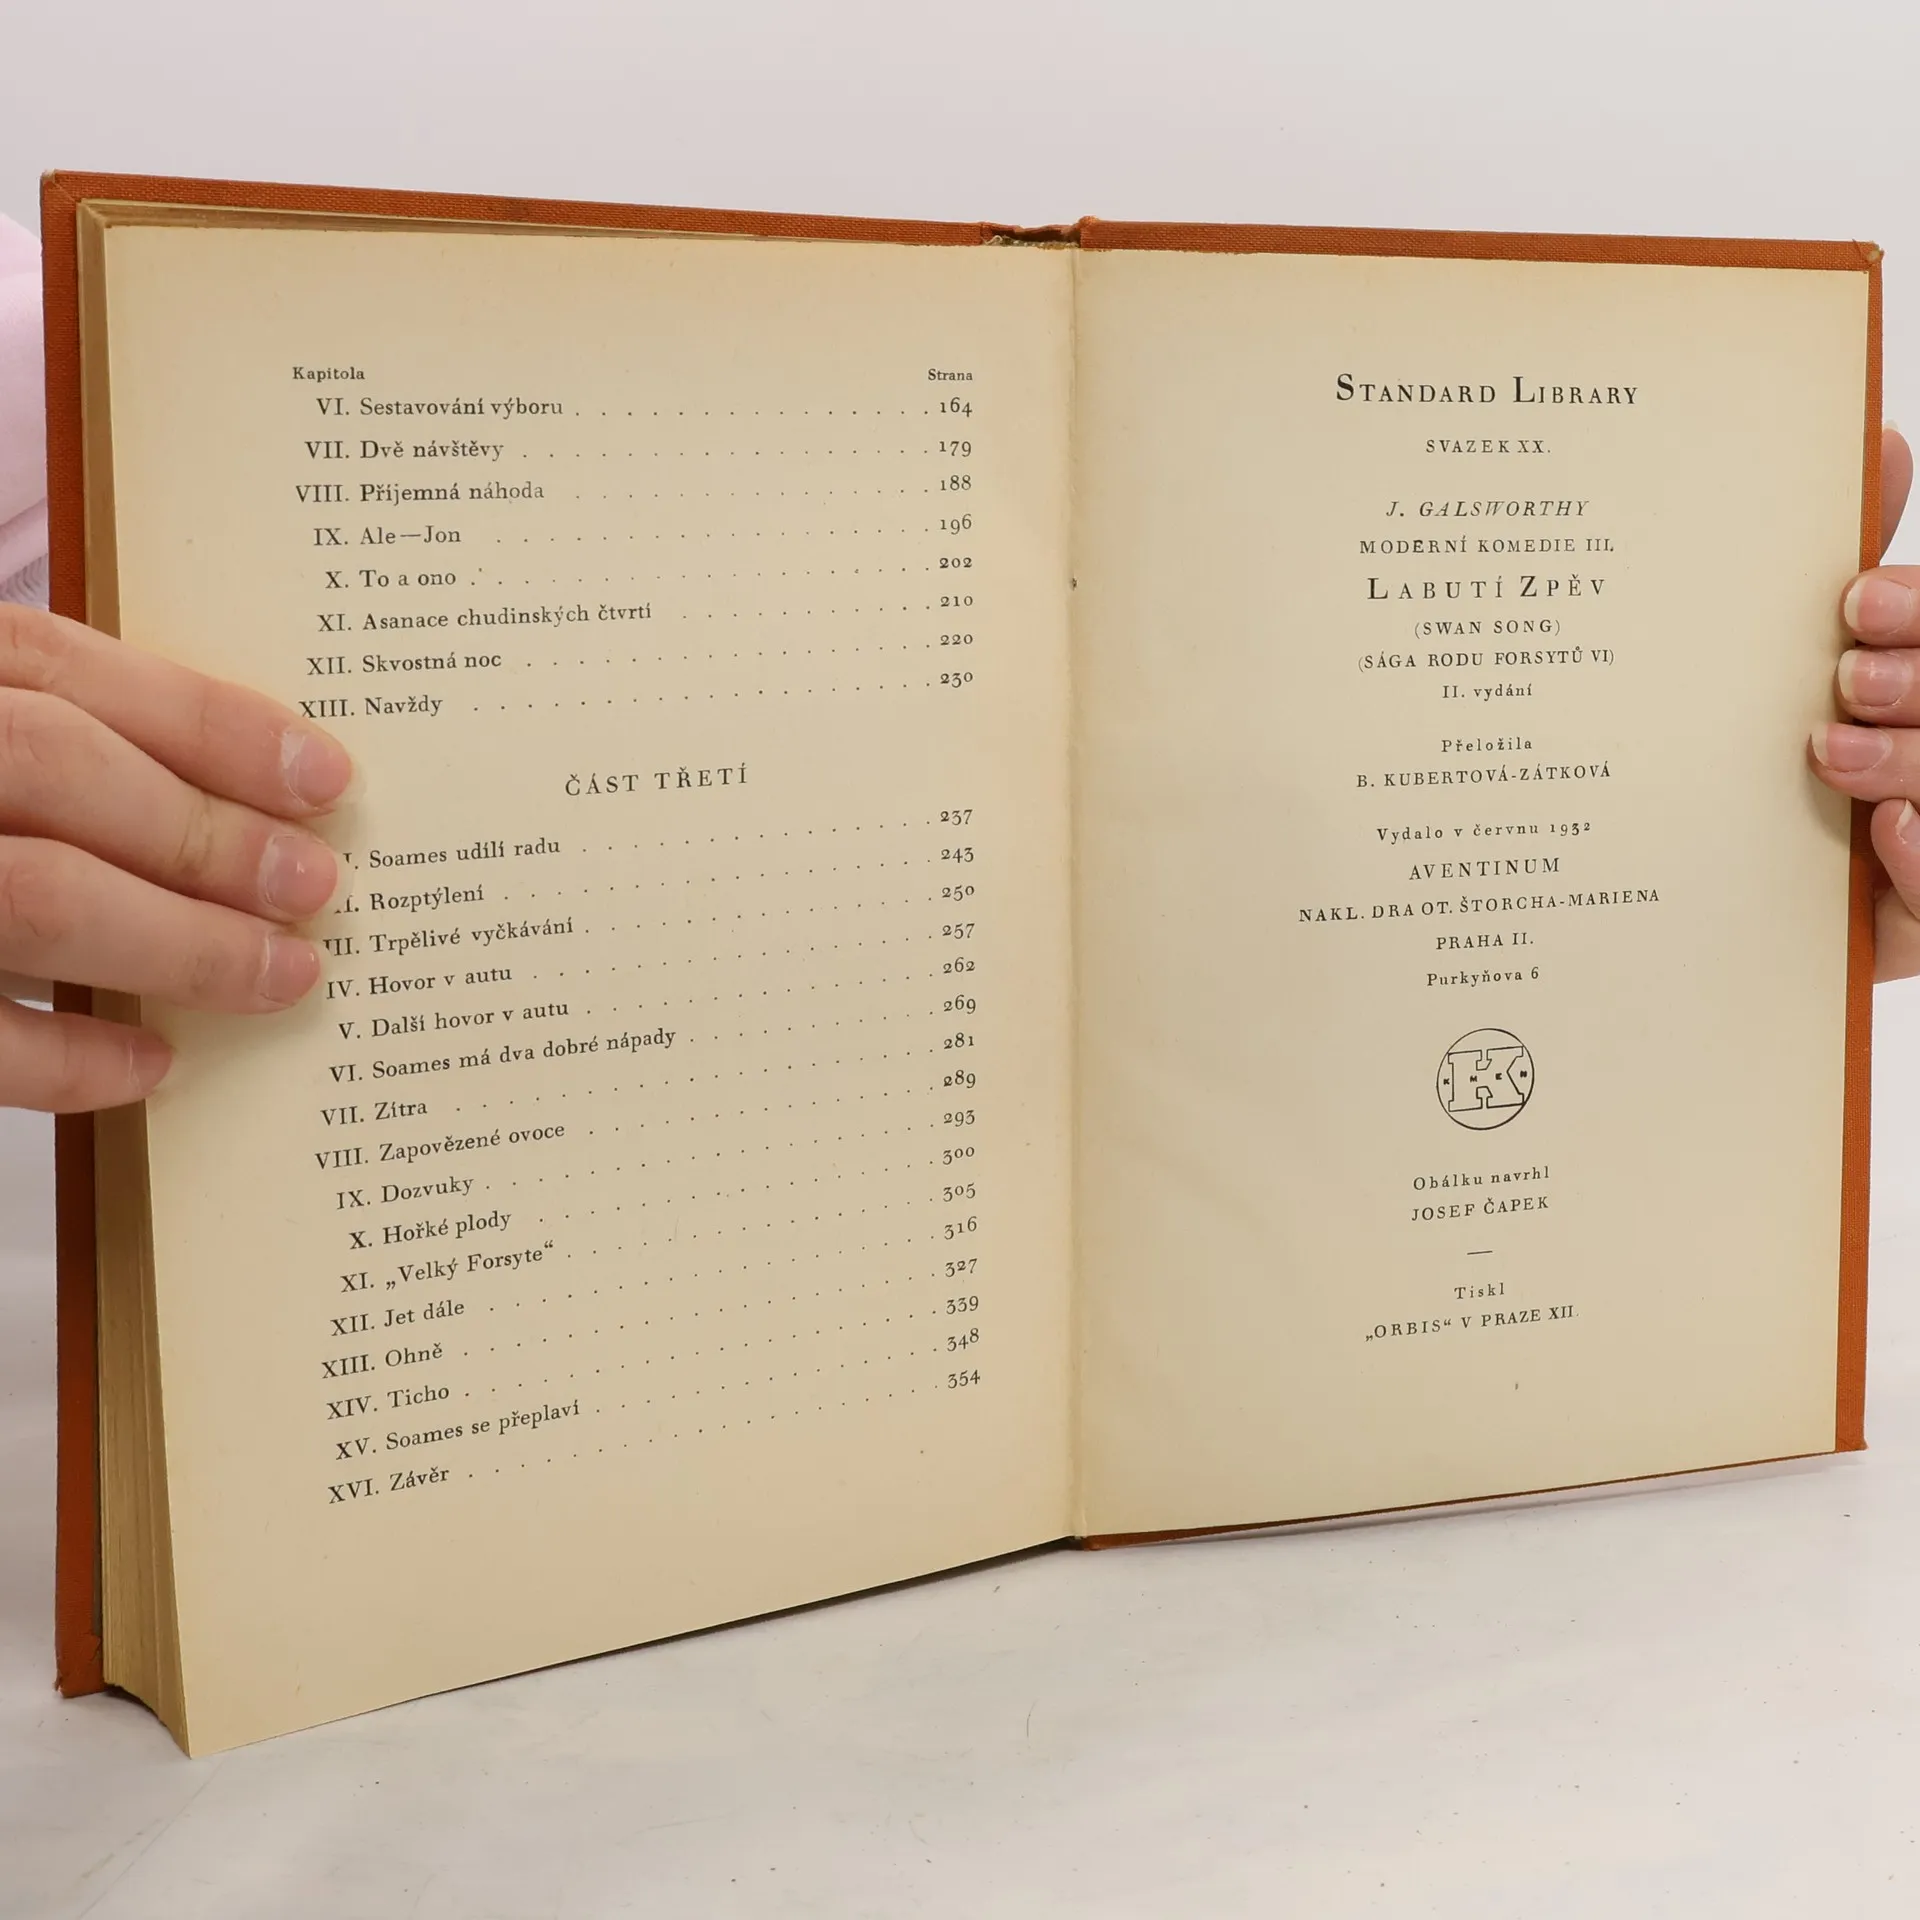 Kapitola Strana
VI. Sestavování výboru . . . . . . . . . . . . . . 164
VII. Dvě návštěvy . . . . . . . . . . . . . . . . 179
VIII. Příjemná náhoda . . . . . . . . . . . . . . 188
IX. Ale—Jon . . . . . . . . . . . . . . . . . 196
X. To a ono . . . . . . . . . . . . . . . . . . 202
XI. Asanace chudinských čtvrtí . . . . . . . . . . 210
XII. Skvostná noc . . . . . . . . . . . . . . . . 220
XIII. Navždy . . . . . . . . . . . . . . . . . . 230
ČÁST TŘETÍ
I. Soames udílí radu . . . . . . . . . . . . . . 237
II. Rozptýlení . . . . . . . . . . . . . . . . . 243
III. Trpělivé vyčkávání . . . . . . . . . . . . . . 250
IV. Hovor v autu . . . . . . . . . . . . . . . . 257
V. Další hovor v autu . . . . . . . . . . . . . . 262
VI. Soames má dva dobré nápady . . . . . . . . . . 269
VII. Zítra . . . . . . . . . . . . . . . . . . . 281
VIII. Zapovězené ovoce . . . . . . . . . . . . . . 289
IX. Dozvuky . . . . . . . . . . . . . . . . . . 293
X. Hořké plody . . . . . . . . . . . . . . . . 300
XI. „Velký Forsyte“ . . . . . . . . . . . . . . . 305
XII. Jet dále . . . . . . . . . . . . . . . . . . 316
XIII. Ohně . . . . . . . . . . . . . . . . . . . 327
XIV. Ticho . . . . . . . . . . . . . . . . . . . 339
XV. Soames se přeplaví . . . . . . . . . . . . . . 348
XVI. Závěr . . . . . . . . . . . . . . . . . . . 354
STANDARD LIBRARY
SVAZEK XX.
J. GALSWORTHY
MODERNÍ KOMEDIE III.
LABUTÍ ZPĚV
(SWAN SONG)
(SÁGA RODU FORSYTŮ VI)
II. vydání
Přeložila
B. KUBERTOVÁ-ZÁTKOVÁ
Vydalo v červnu 1932
AVENTINUM
NAKL. DRA OT. ŠTORCHA-MARIENA
PRAHA II.
Purkyňova 6
K
KMEN
Obálku navrhl
JOSEF ČAPEK
—
Tiskl
„ORBIS“ V PRAZE XII.